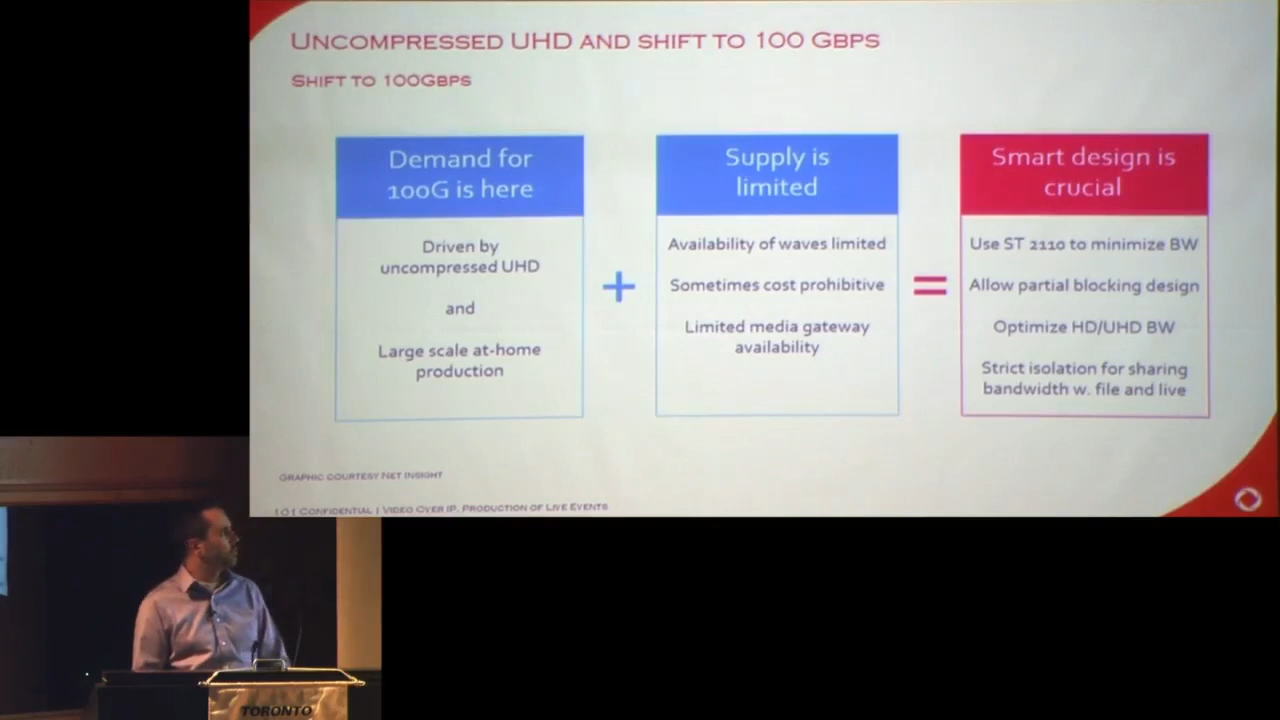 UNCOMPRESSED UHD AND SHIFT TO 100 GBPS
SHIFT TO 100GBPS
Demand for
100G is here
Driven by
uncompressed UHD
and
Large scale at-home
production
+
Supply is
limited
Availability of waves limited
Sometimes cost prohibitive
Limited media gateway
availability
=
Smart design is
crucial
Use ST 2110 to minimize BW
Allow partial blocking design
Optimize HD/UHD BW
Strict isolation for sharing
bandwidth w. file and live
GRAPHIC COURTESY NET INSIGHT
| CONFIDENTIAL | VIDEO OVER IP, PRODUCTION OF LIVE EVENTS
TORONTO